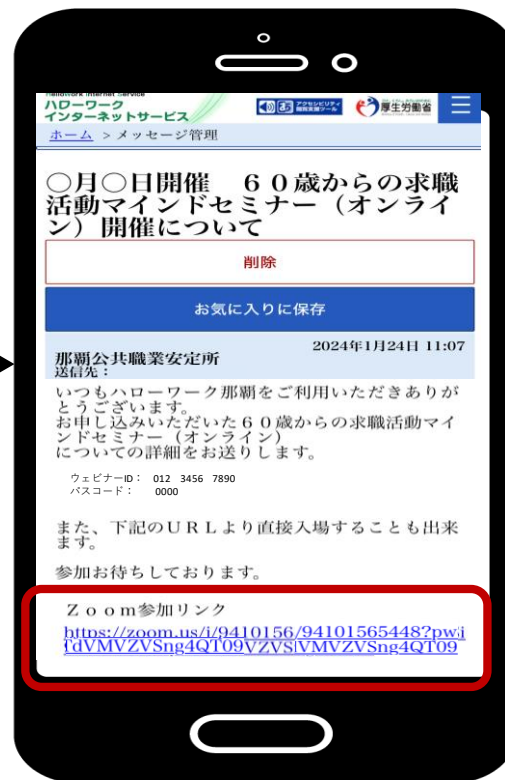 HelloWork Internet Service
ハローワーク
インターネットサービス
アクセシビリティ
閲覧支援ツール
厚生労働省
ホーム > メッセージ管理
○月○日開催　６０歳からの求職
活動マインドセミナー（オンライ
ン）開催について
削除
お気に入りに保存
2024年1月24日 11:07
那覇公共職業安定所
送信先：
いつもハローワーク那覇をご利用いただきありが
とうございます。
お申し込みいただいた６０歳からの求職活動マイ
ンドセミナー（オンライン）
についての詳細をお送りします。
ウェビナーID： 012 3456 7890
パスコード： 0000
また、下記のＵＲＬより直接入場することも出来
ます。
参加お待ちしております。
Ｚｏｏｍ参加リンク
https://zoom.us/j/9410156/94101565448?pw